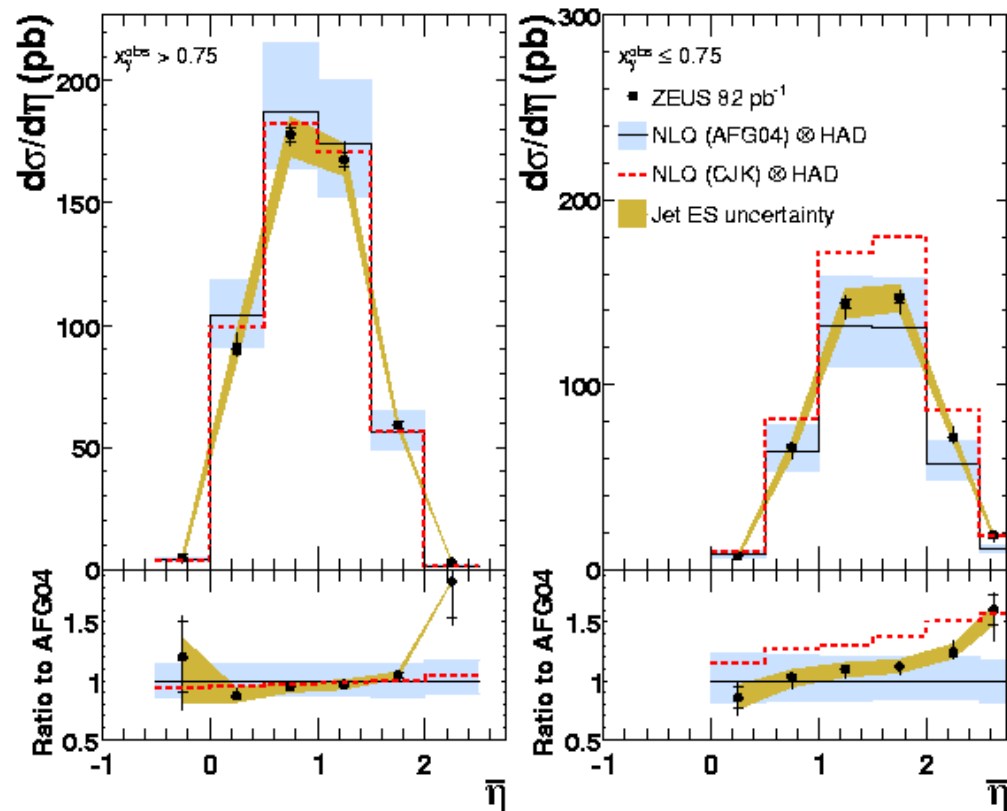 dσ/dη̅ (pb)
200
150
100
50
0
x_γ^obs > 0.75
Ratio to AFG04
1.5
1
0.5
-1 0 1 2
η̅
dσ/dη̅ (pb)
300
200
100
0
x_γ^obs ≤ 0.75
ZEUS 82 pb⁻¹
NLO (AFG04) ⊗ HAD
NLO (CJK) ⊗ HAD
Jet ES uncertainty
Ratio to AFG04
1.5
1
0.5
-1 0 1 2
η̅